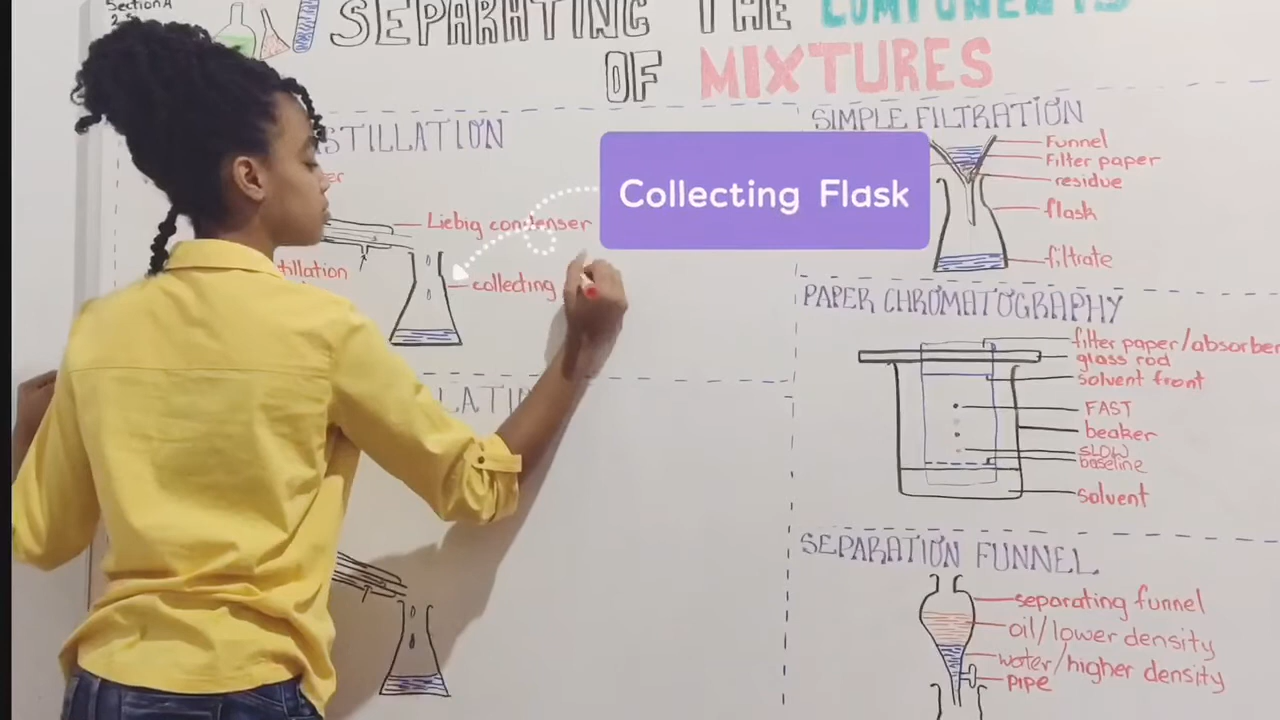 Section A
SEPARATING THE COMPONENTS
OF MIXTURES
STILLATION
Liebig condenser
tillation
collecting
Collecting Flask
LATI
SIMPLE FILTRATION
Funnel
Filter paper
residue
flask
filtrate
PAPER CHROMATOGRAPHY
filter paper/absorber
glass rod
solvent front
FAST
beaker
SLOW
baseline
solvent
SEPARATION FUNNEL
separating funnel
oil/lower density
water/higher density
pipe